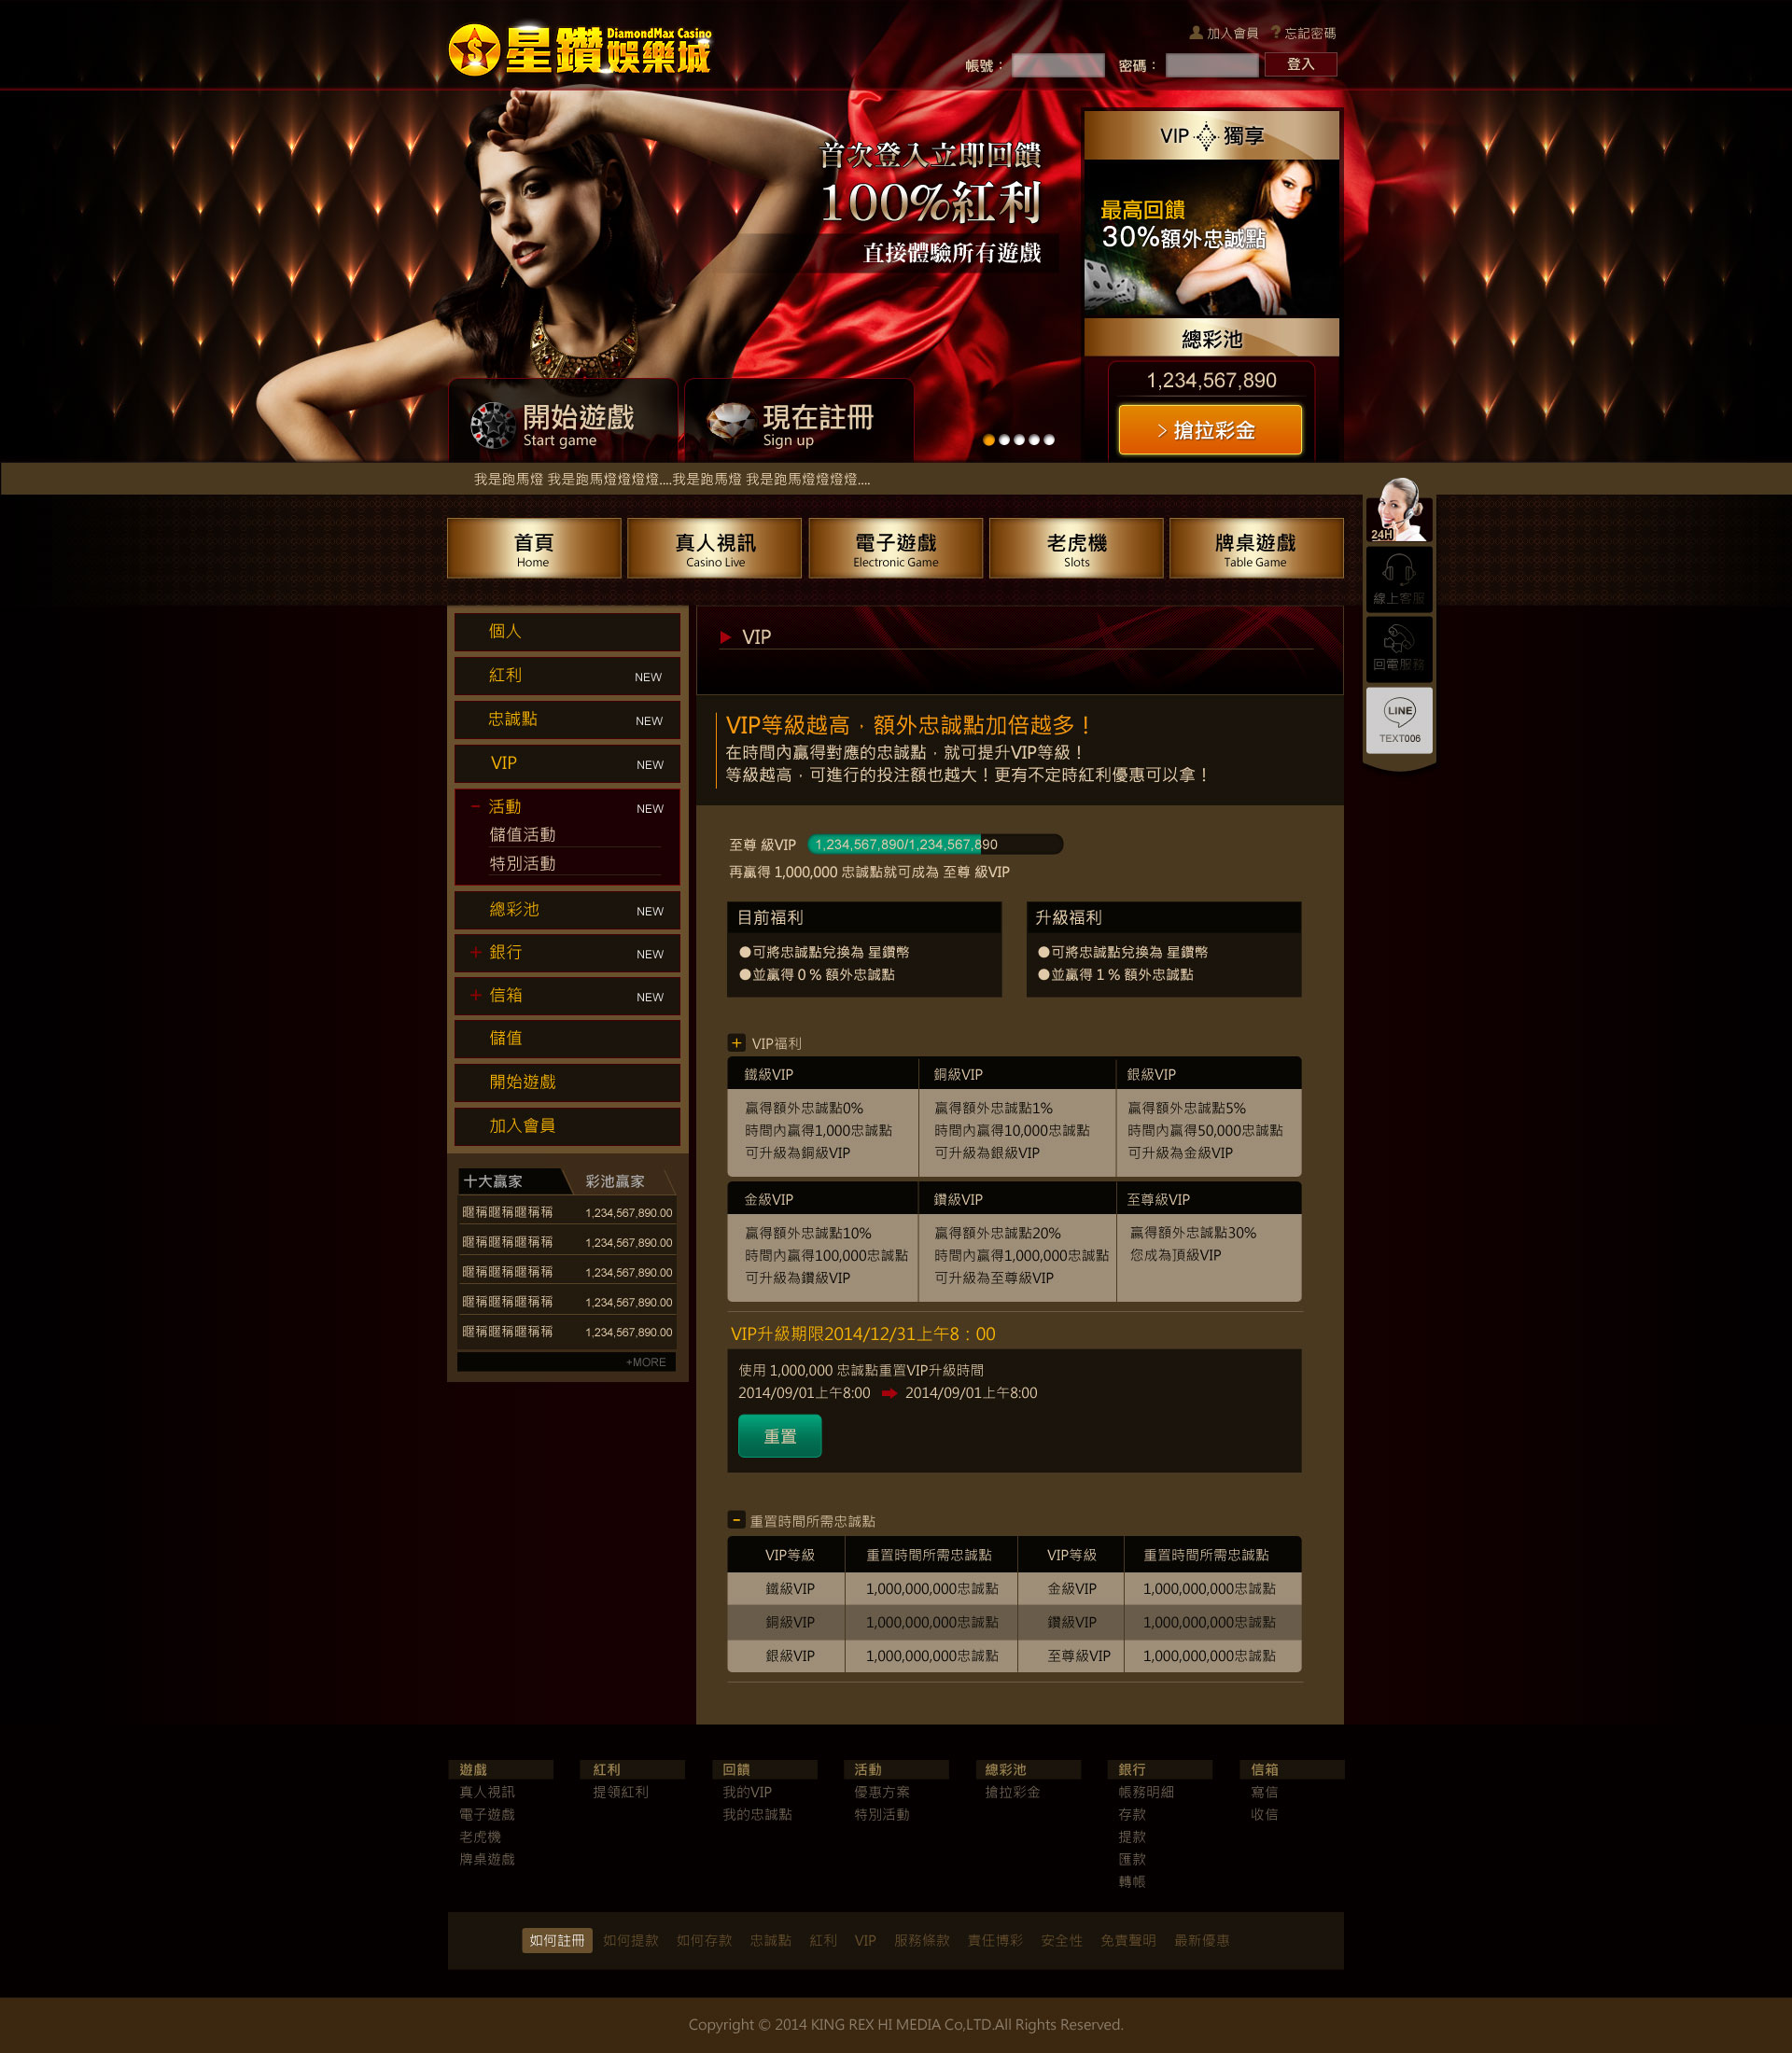 星鑽娛樂城
DiamondMax Casino
加入會員 ?忘記密碼
帳號： 密碼： 登入
首次登入立即回饋
100%紅利
直接體驗所有遊戲
VIP 獨享
最高回饋
30%額外忠誠點
總彩池
1,234,567,890
> 搶拉彩金
開始遊戲
Start game
現在註冊
Sign up
我是跑馬燈 我是跑馬燈燈燈燈....我是跑馬燈 我是跑馬燈燈燈燈....
首頁
Home
真人視訊
Casino Live
電子遊戲
Electronic Game
老虎機
Slots
牌桌遊戲
Table Game
24H
線上客服
回電服務
LINE
TEXT006
個人
紅利 NEW
忠誠點 NEW
VIP NEW
− 活動 NEW
儲值活動
特別活動
總彩池 NEW
+ 銀行 NEW
+ 信箱 NEW
儲值
開始遊戲
加入會員
十大贏家 彩池贏家
暱稱暱稱暱稱稱 1,234,567,890.00
暱稱暱稱暱稱稱 1,234,567,890.00
暱稱暱稱暱稱稱 1,234,567,890.00
暱稱暱稱暱稱稱 1,234,567,890.00
暱稱暱稱暱稱稱 1,234,567,890.00
+MORE
VIP
VIP等級越高，額外忠誠點加倍越多！
在時間內贏得對應的忠誠點，就可提升VIP等級！
等級越高，可進行的投注額也越大！更有不定時紅利優惠可以拿！
至尊 級VIP 1,234,567,890/1,234,567,890
再贏得 1,000,000 忠誠點就可成為 至尊 級VIP
目前福利
●可將忠誠點兌換為 星鑽幣
●並贏得 0 % 額外忠誠點
升級福利
●可將忠誠點兌換為 星鑽幣
●並贏得 1 % 額外忠誠點
+ VIP福利
鐵級VIP 銅級VIP 銀級VIP
贏得額外忠誠點0% 贏得額外忠誠點1% 贏得額外忠誠點5%
時間內贏得1,000忠誠點 時間內贏得10,000忠誠點 時間內贏得50,000忠誠點
可升級為銅級VIP 可升級為銀級VIP 可升級為金級VIP
金級VIP 鑽級VIP 至尊級VIP
贏得額外忠誠點10% 贏得額外忠誠點20% 贏得額外忠誠點30%
時間內贏得100,000忠誠點 時間內贏得1,000,000忠誠點 您成為頂級VIP
可升級為鑽級VIP 可升級為至尊級VIP
VIP升級期限2014/12/31上午8：00
使用 1,000,000 忠誠點重置VIP升級時間
2014/09/01上午8:00 2014/09/01上午8:00
重置
- 重置時間所需忠誠點
VIP等級 重置時間所需忠誠點 VIP等級 重置時間所需忠誠點
鐵級VIP 1,000,000,000忠誠點 金級VIP 1,000,000,000忠誠點
銅級VIP 1,000,000,000忠誠點 鑽級VIP 1,000,000,000忠誠點
銀級VIP 1,000,000,000忠誠點 至尊級VIP 1,000,000,000忠誠點
遊戲 紅利 回饋 活動 總彩池 銀行 信箱
真人視訊 提領紅利 我的VIP 優惠方案 搶拉彩金 帳務明細 寫信
電子遊戲 我的忠誠點 特別活動 存款 收信
老虎機 提款
牌桌遊戲 匯款
轉帳
如何註冊 如何提款 如何存款 忠誠點 紅利 VIP 服務條款 責任博彩 安全性 免責聲明 最新優惠
Copyright © 2014 KING REX HI MEDIA Co,LTD.All Rights Reserved.